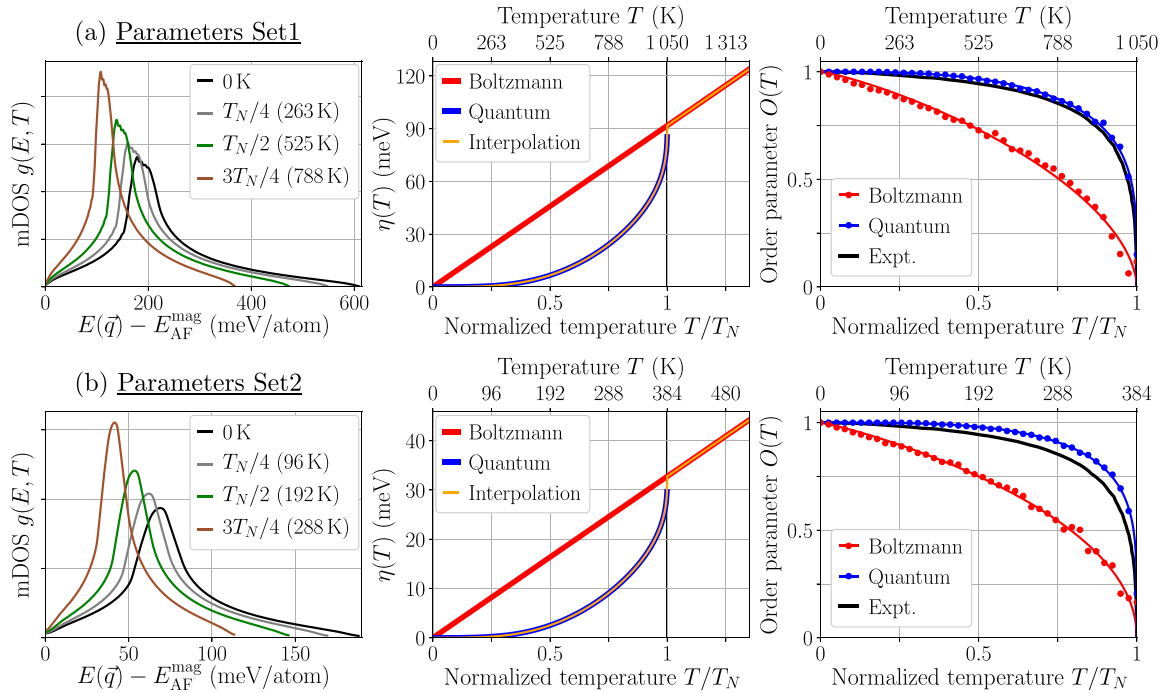 (a) Parameters Set1
mDOS g(E, T)
0 K
T_N/4 (263 K)
T_N/2 (525 K)
3T_N/4 (788 K)
0 200 400 600
E(q⃗) − E_AF^mag (meV/atom)
Temperature T (K)
0 263 525 788 1 050 1 313
η(T) (meV)
120
90
60
30
0
Boltzmann
Quantum
Interpolation
0 0.5 1
Normalized temperature T/T_N
Temperature T (K)
0 263 525 788 1 050
Order parameter O(T)
1
0.5
0
Boltzmann
Quantum
Expt.
0 0.5 1
Normalized temperature T/T_N
(b) Parameters Set2
mDOS g(E, T)
0 K
T_N/4 (96 K)
T_N/2 (192 K)
3T_N/4 (288 K)
0 50 100 150
E(q⃗) − E_AF^mag (meV/atom)
Temperature T (K)
0 96 192 288 384 480
η(T) (meV)
40
30
20
10
0
Boltzmann
Quantum
Interpolation
0 0.5 1
Normalized temperature T/T_N
Temperature T (K)
0 96 192 288 384
Order parameter O(T)
1
0.5
0
Boltzmann
Quantum
Expt.
0 0.5 1
Normalized temperature T/T_N